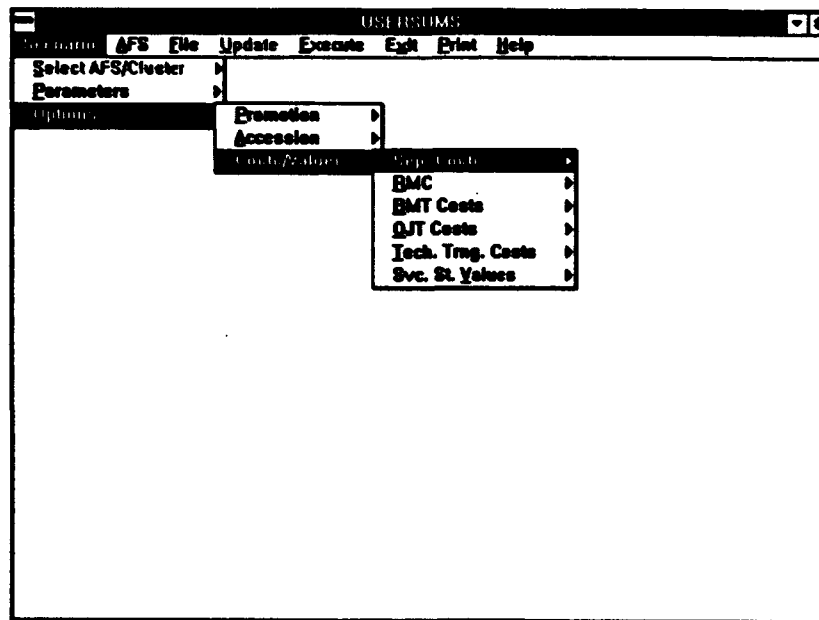 USERSUMS
Scenario AFS File Update Execute Exit Print Help
Select AFS/Cluster
Parameters
Options
Promotion
Accession
Costs/Values
Sep. Costs
BMC
BMT Costs
OJT Costs
Tech. Trng. Costs
Svc. St. Values